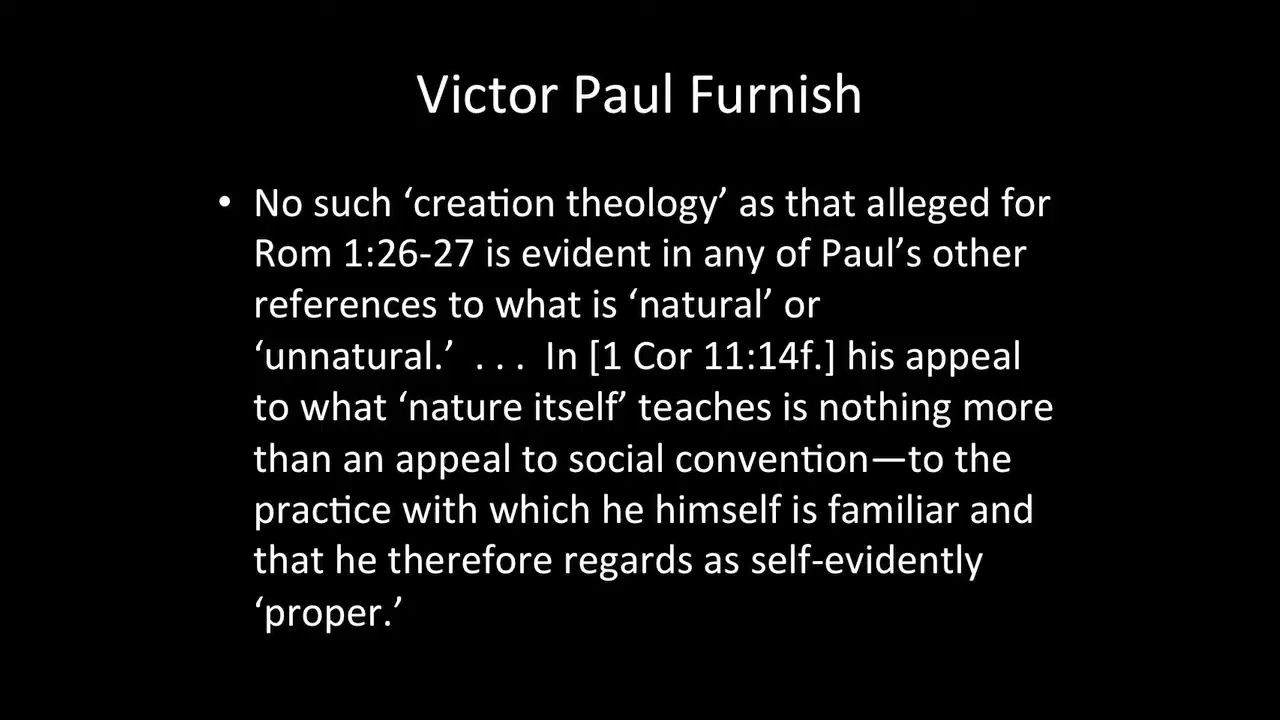 Victor Paul Furnish
• No such ‘creation theology’ as that alleged for
Rom 1:26-27 is evident in any of Paul’s other
references to what is ‘natural’ or
‘unnatural.’ . . . In [1 Cor 11:14f.] his appeal
to what ‘nature itself’ teaches is nothing more
than an appeal to social convention—to the
practice with which he himself is familiar and
that he therefore regards as self-evidently
‘proper.’